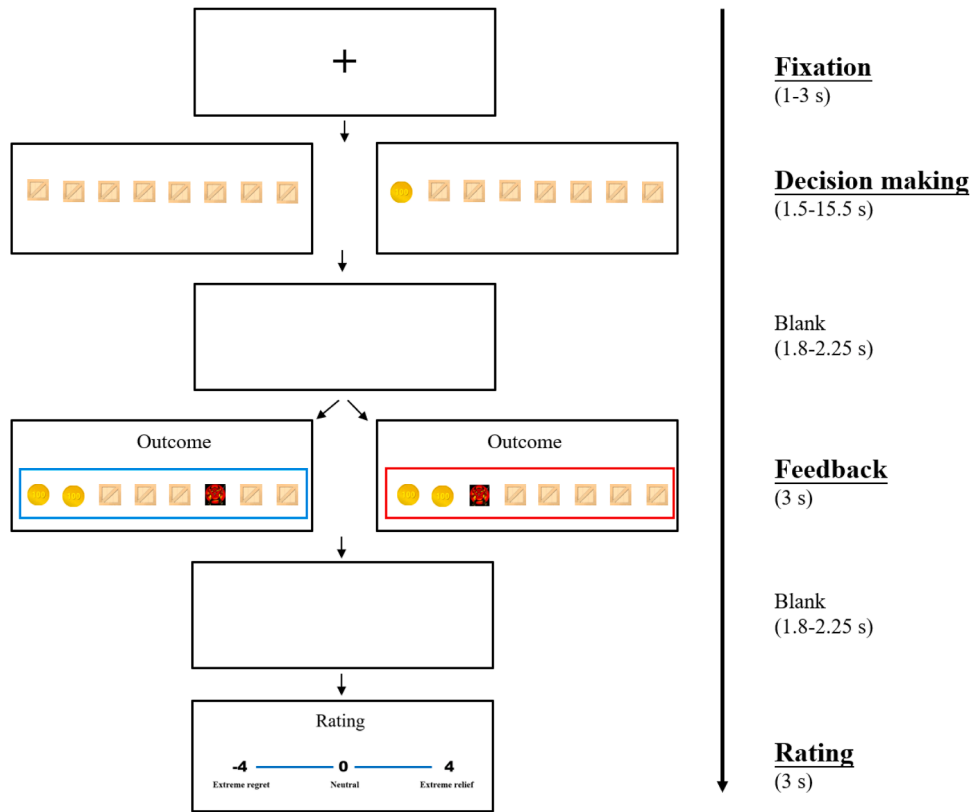 Fixation
(1-3 s)
Decision making
(1.5-15.5 s)
Blank
(1.8-2.25 s)
Outcome
Outcome
Feedback
(3 s)
Blank
(1.8-2.25 s)
Rating
-4
0
4
Extreme regret
Neutral
Extreme relief
Rating
(3 s)